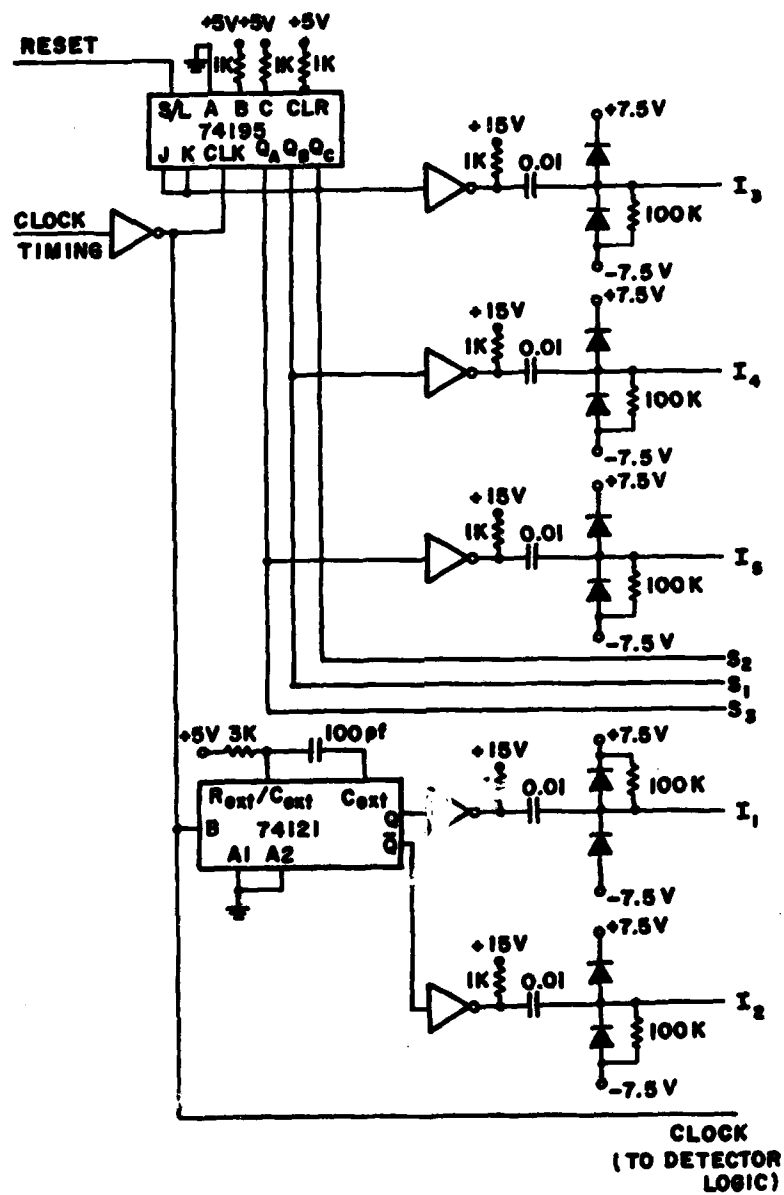 +5V +5V +5V
RESET
1K 1K 1K
S/L A B C CLR
74195
J K CLK QA QB QC
CLOCK
TIMING
+15V
1K 0.01
+7.5V
100K
-7.5V
I3
+15V
1K 0.01
+7.5V
100K
-7.5V
I4
+15V
1K 0.01
+7.5V
100K
-7.5V
I5
S2
S1
S3
+5V 3K 100pf
Rext/Cext Cext
B 74121 Q
Q̅
A1 A2
+15V
0.01
+7.5V
100K
-7.5V
I1
+15V
1K 0.01
+7.5V
100K
-7.5V
I2
CLOCK
(TO DETECTOR
LOGIC)